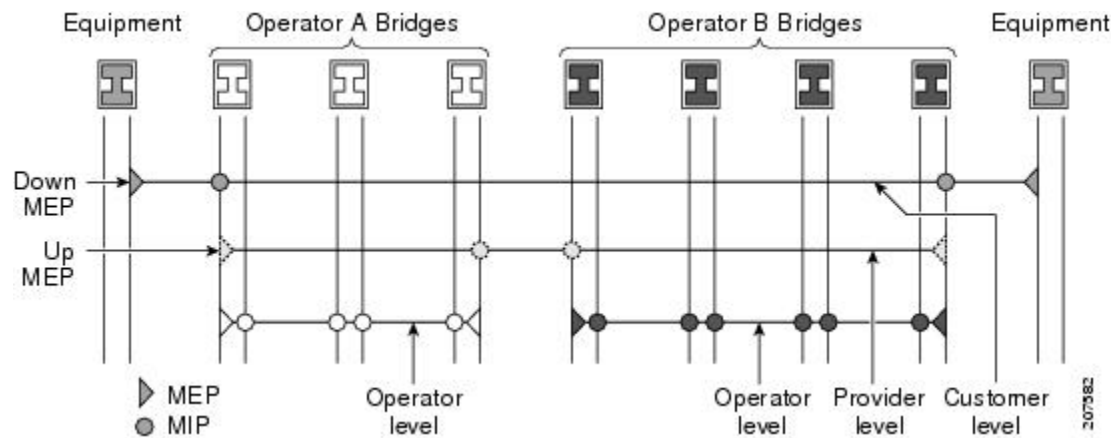 Equipment
Operator A Bridges
Operator B Bridges
Equipment
Down
MEP
Up
MEP
MEP
MIP
Operator
level
Operator
level
Provider
level
Customer
level
207582